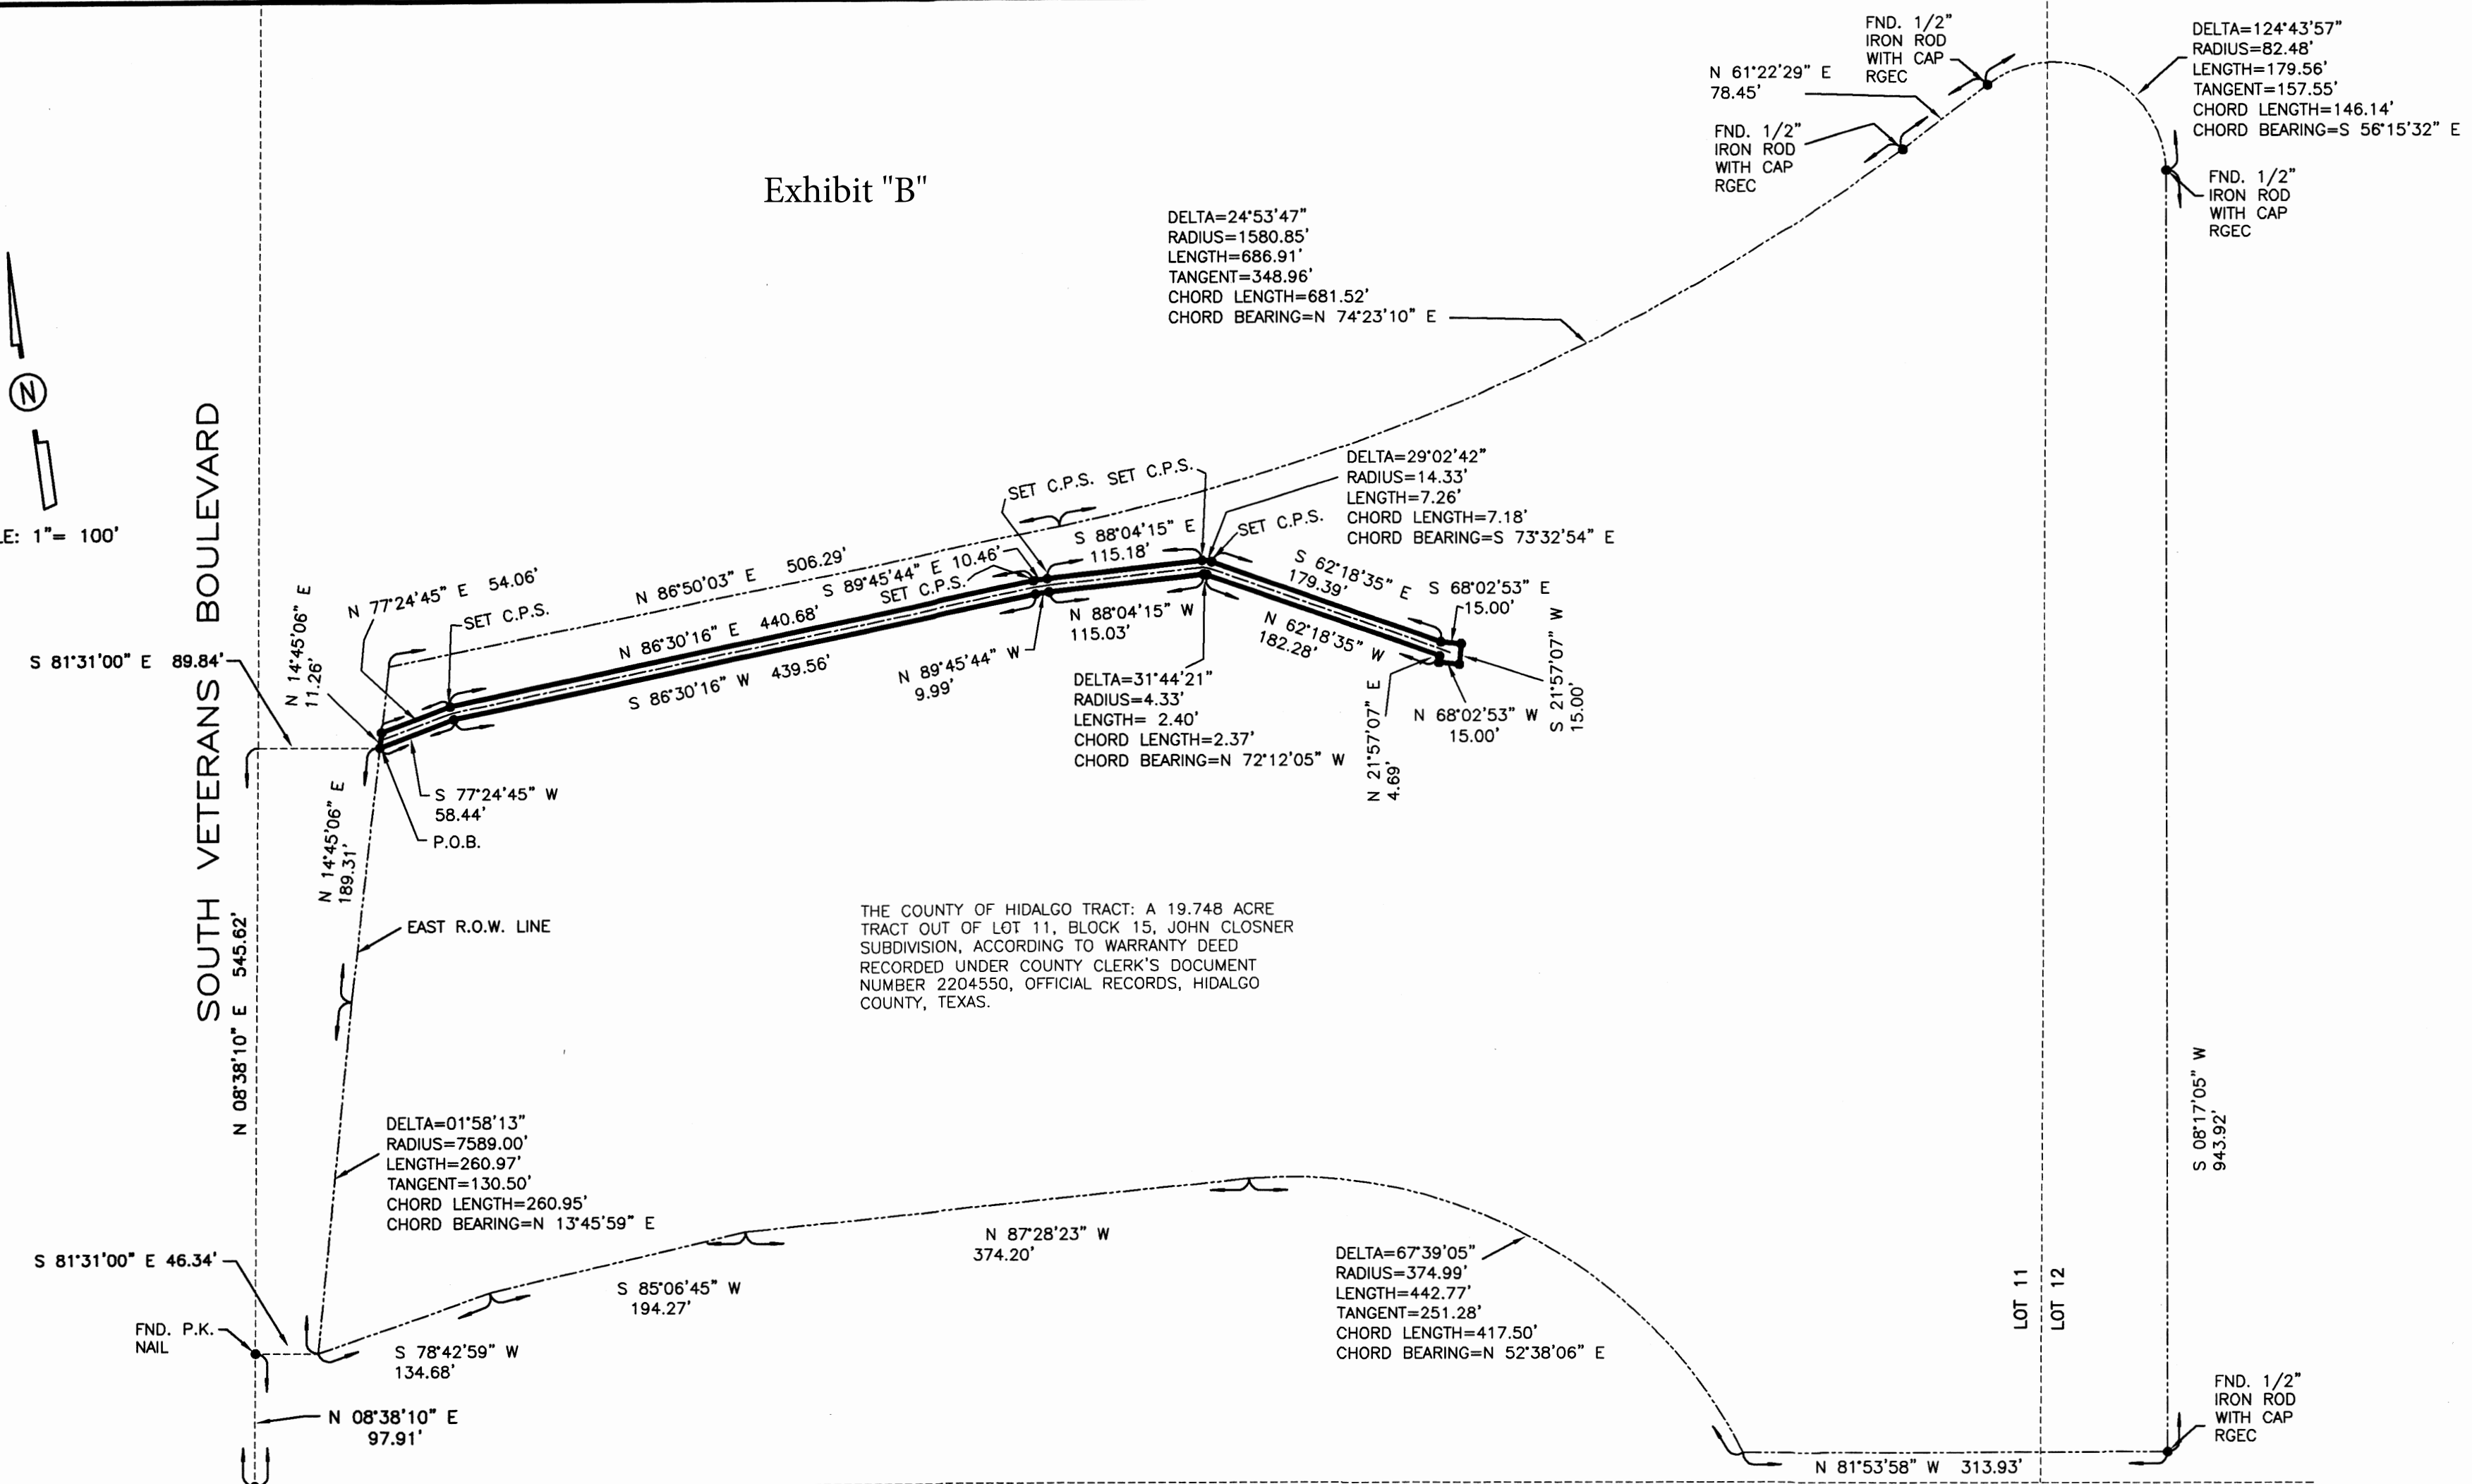 Exhibit "B"
FND. 1/2"
IRON ROD
WITH CAP
RGEC
DELTA=124°43'57"
RADIUS=82.48'
LENGTH=179.56'
TANGENT=157.55'
CHORD LENGTH=146.14'
CHORD BEARING=S 56°15'32" E
N 61°22'29" E
78.45'
FND. 1/2"
IRON ROD
WITH CAP
RGEC
FND. 1/2"
IRON ROD
WITH CAP
RGEC
DELTA=24°53'47"
RADIUS=1580.85'
LENGTH=686.91'
TANGENT=348.96'
CHORD LENGTH=681.52'
CHORD BEARING=N 74°23'10" E
N
LE: 1"= 100'
SOUTH VETERANS BOULEVARD
DELTA=29°02'42"
RADIUS=14.33'
LENGTH=7.26'
CHORD LENGTH=7.18'
CHORD BEARING=S 73°32'54" E
SET C.P.S.
SET C.P.S.
SET C.P.S.
S 88°04'15" E
115.18'
S 89°45'44" E 10.46'
SET C.P.S.
N 86°50'03" E 506.29'
N 77°24'45" E 54.06'
SET C.P.S.
N 14°45'06" E
11.26'
S 81°31'00" E 89.84'
N 86°30'16" E 440.68'
S 86°30'16" W 439.56'
N 89°45'44" W
9.99'
N 88°04'15" W
115.03'
S 62°18'35" E
179.39'
N 62°18'35" W
182.28'
S 68°02'53" E
15.00'
S 21°57'07" W
15.00'
N 68°02'53" W
15.00'
N 21°57'07" E
4.69'
DELTA=31°44'21"
RADIUS=4.33'
LENGTH= 2.40'
CHORD LENGTH=2.37'
CHORD BEARING=N 72°12'05" W
S 77°24'45" W
58.44'
P.O.B.
N 14°45'06" E
189.31'
EAST R.O.W. LINE
N 08°38'10" E 545.62'
THE COUNTY OF HIDALGO TRACT: A 19.748 ACRE
TRACT OUT OF LOT 11, BLOCK 15, JOHN CLOSNER
SUBDIVISION, ACCORDING TO WARRANTY DEED
RECORDED UNDER COUNTY CLERK'S DOCUMENT
NUMBER 2204550, OFFICIAL RECORDS, HIDALGO
COUNTY, TEXAS.
S 08°17'05" W
943.92'
DELTA=01°58'13"
RADIUS=7589.00'
LENGTH=260.97'
TANGENT=130.50'
CHORD LENGTH=260.95'
CHORD BEARING=N 13°45'59" E
S 81°31'00" E 46.34'
FND. P.K.
NAIL
S 78°42'59" W
134.68'
S 85°06'45" W
194.27'
N 87°28'23" W
374.20'
DELTA=67°39'05"
RADIUS=374.99'
LENGTH=442.77'
TANGENT=251.28'
CHORD LENGTH=417.50'
CHORD BEARING=N 52°38'06" E
LOT 11
LOT 12
N 08°38'10" E
97.91'
FND. 1/2"
IRON ROD
WITH CAP
RGEC
N 81°53'58" W 313.93'